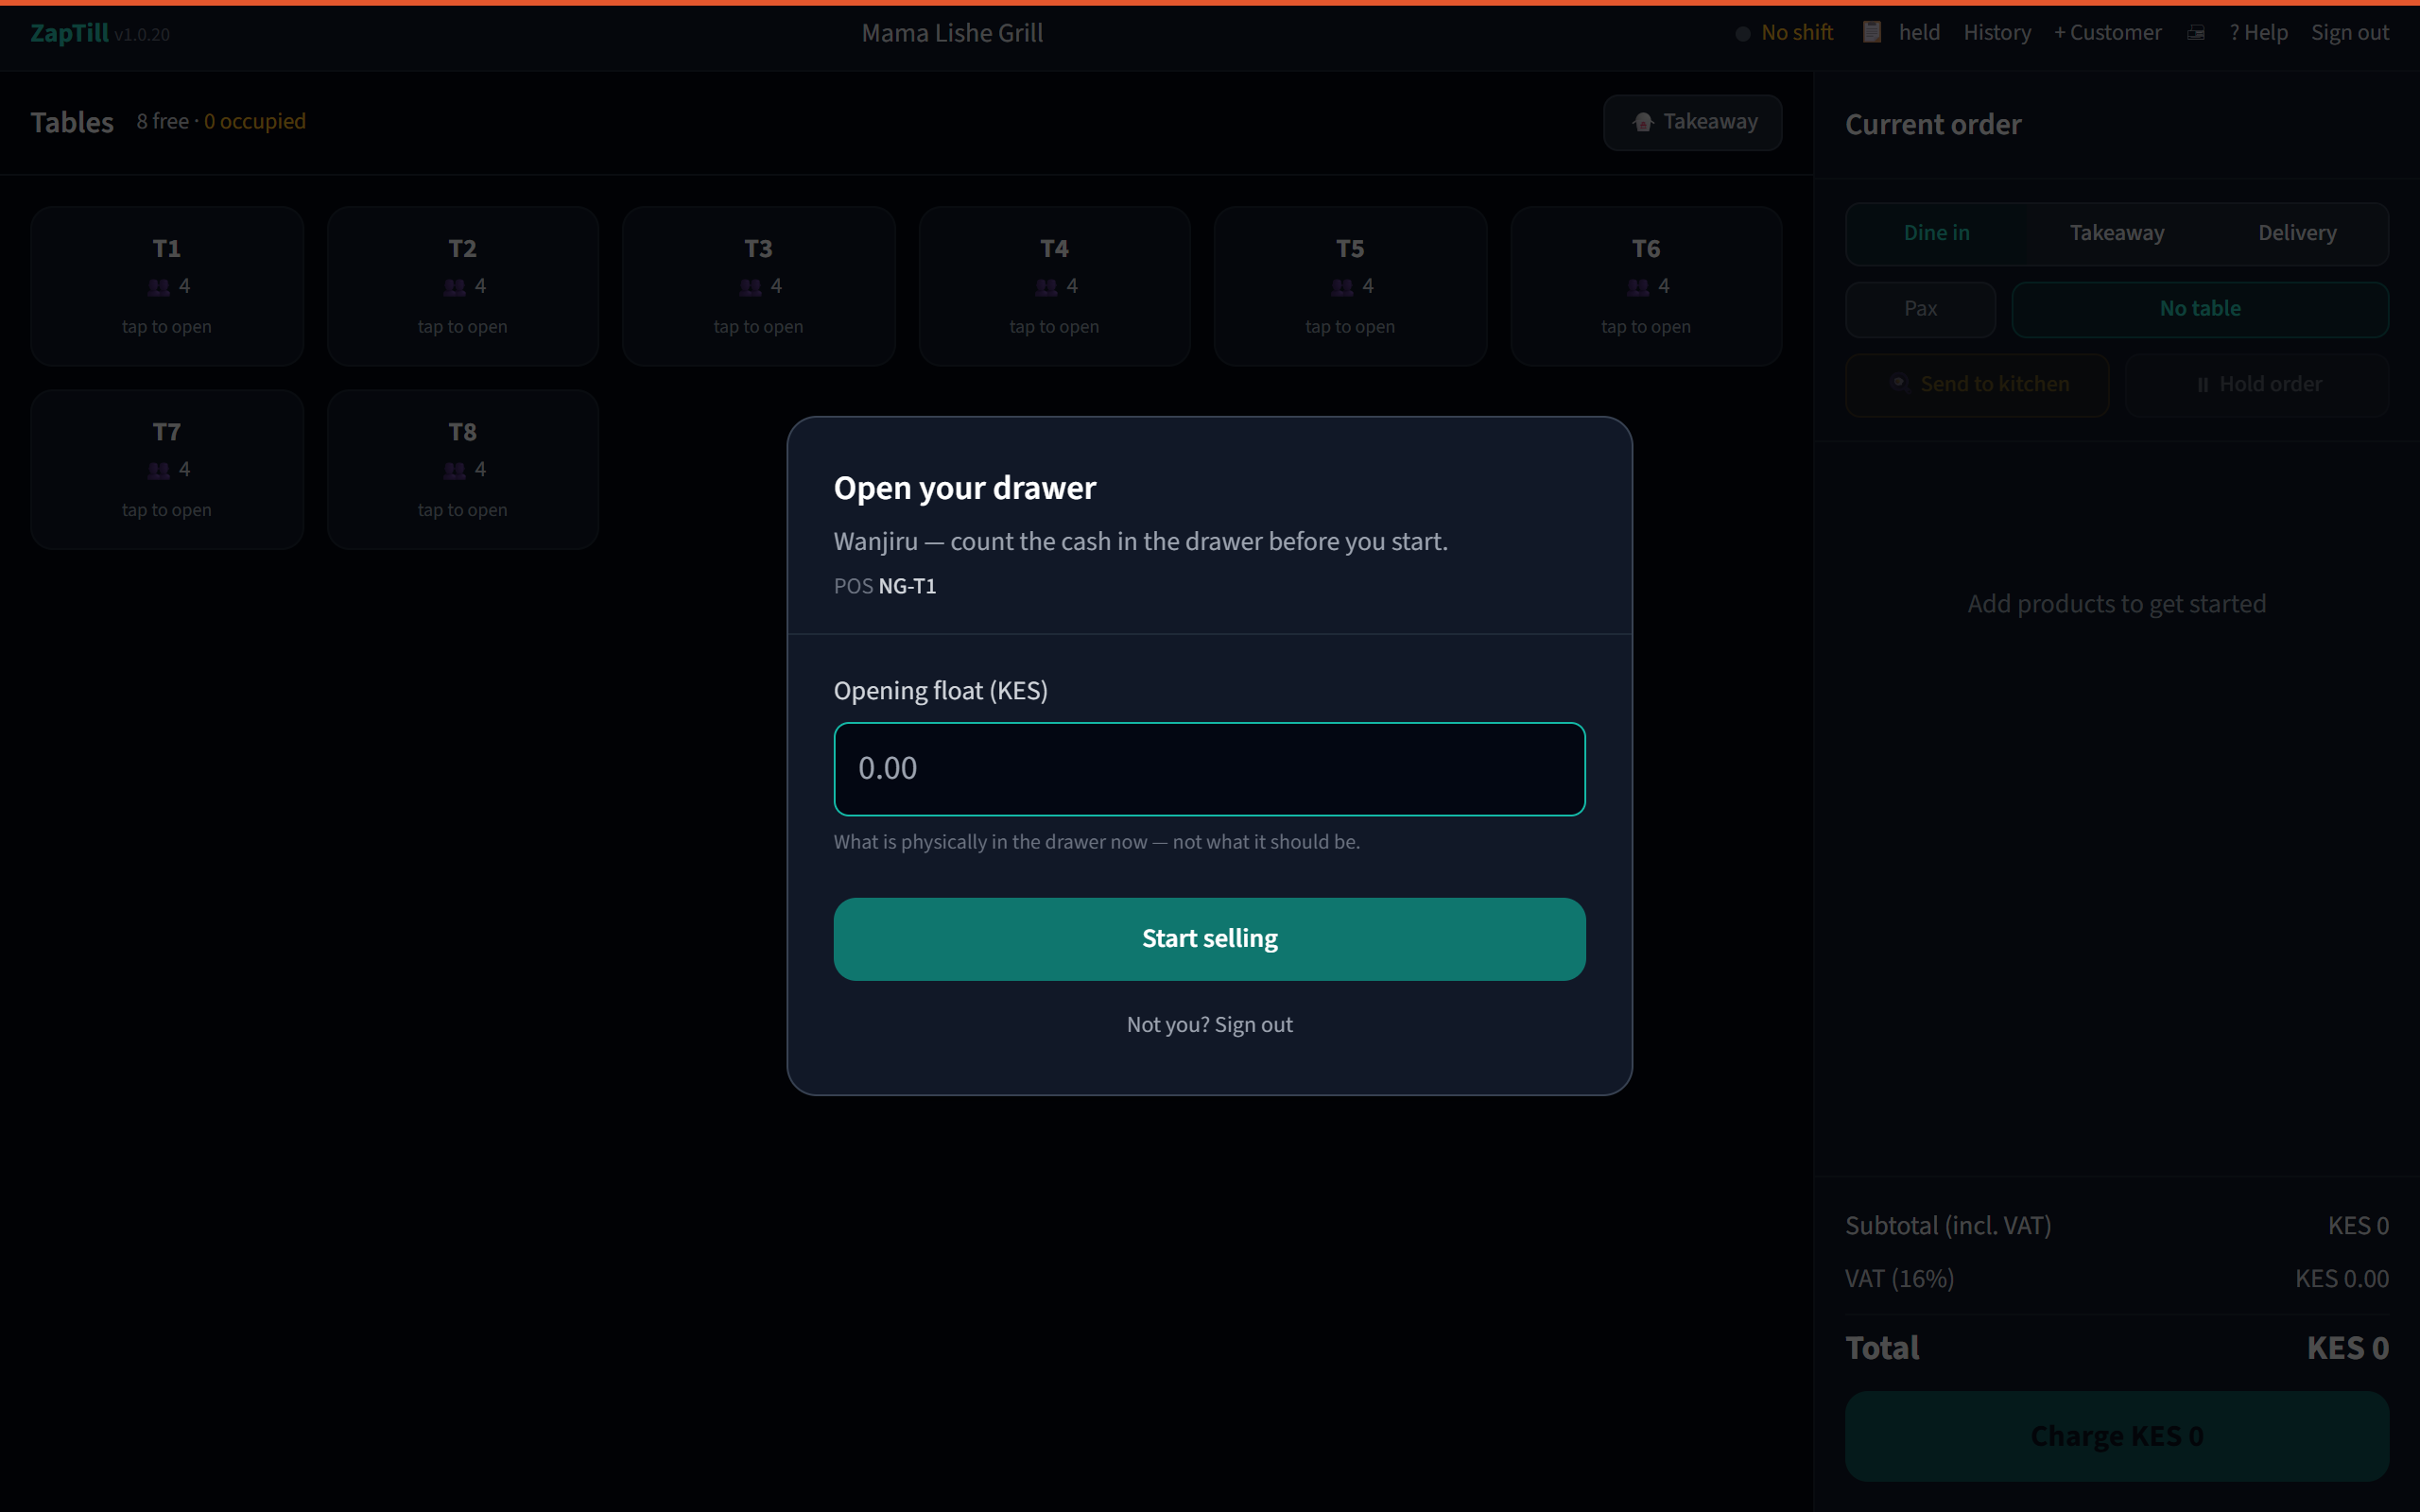 ZapTill v1.0.20
Mama Lishe Grill
No shift held History + Customer ? Help Sign out
Tables 8 free · 0 occupied
Takeaway
T1
4
tap to open
T2
4
tap to open
T3
4
tap to open
T4
4
tap to open
T5
4
tap to open
T6
4
tap to open
T7
4
tap to open
T8
4
tap to open
Open your drawer
Wanjiru — count the cash in the drawer before you start.
POS NG-T1
Opening float (KES)
0.00
What is physically in the drawer now — not what it should be.
Start selling
Not you? Sign out
Current order
Dine in Takeaway Delivery
Pax No table
Send to kitchen Hold order
Add products to get started
Subtotal (incl. VAT) KES 0
VAT (16%) KES 0.00
Total KES 0
Charge KES 0